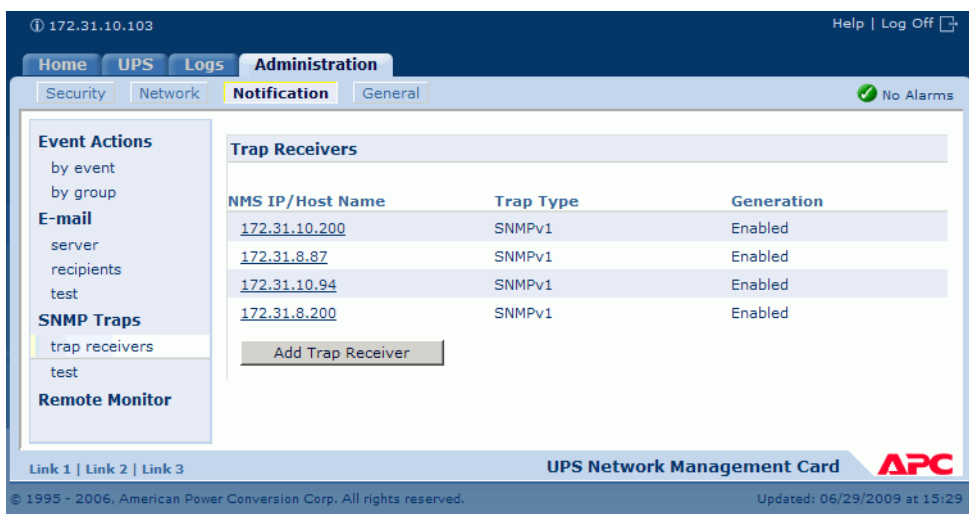 172.31.10.103
Help | Log Off
Home UPS Logs Administration
Security Network Notification General
No Alarms
Event Actions
by event
by group
E-mail
server
recipients
test
SNMP Traps
trap receivers
test
Remote Monitor
Trap Receivers
NMS IP/Host Name Trap Type Generation
172.31.10.200 SNMPv1 Enabled
172.31.8.87 SNMPv1 Enabled
172.31.10.94 SNMPv1 Enabled
172.31.8.200 SNMPv1 Enabled
Add Trap Receiver
Link 1 | Link 2 | Link 3
UPS Network Management Card
APC
© 1995 - 2006, American Power Conversion Corp. All rights reserved.
Updated: 06/29/2009 at 15:29